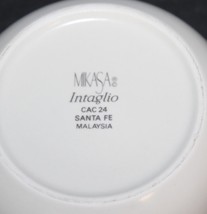 MIKASA®
Intaglio
CAC 24
SANTA FE
MALAYSIA